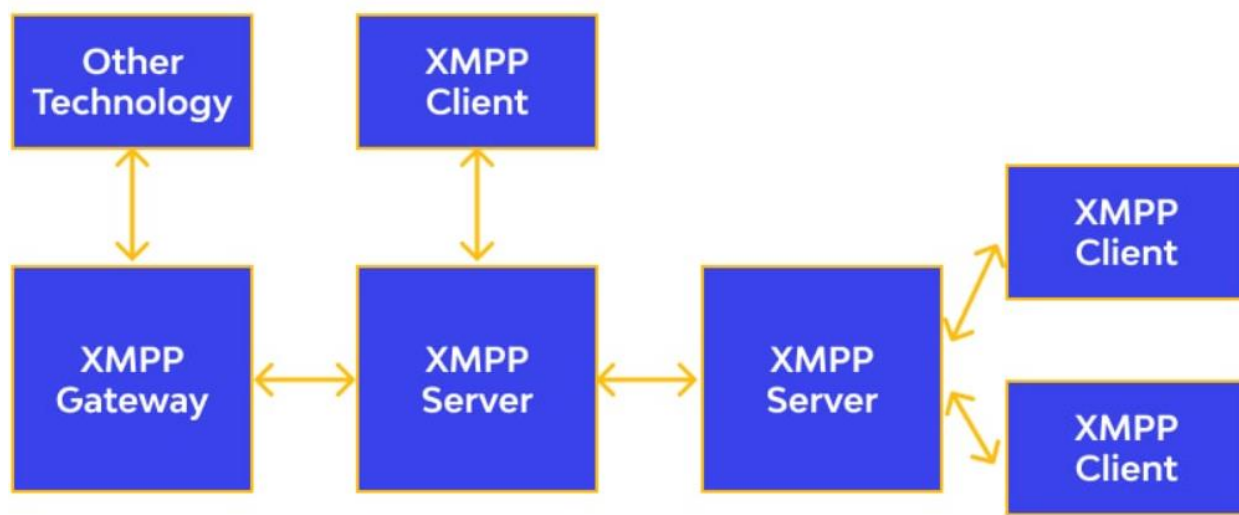 Other
Technology
XMPP
Client
XMPP
Client
XMPP
Gateway
XMPP
Server
XMPP
Server
XMPP
Client